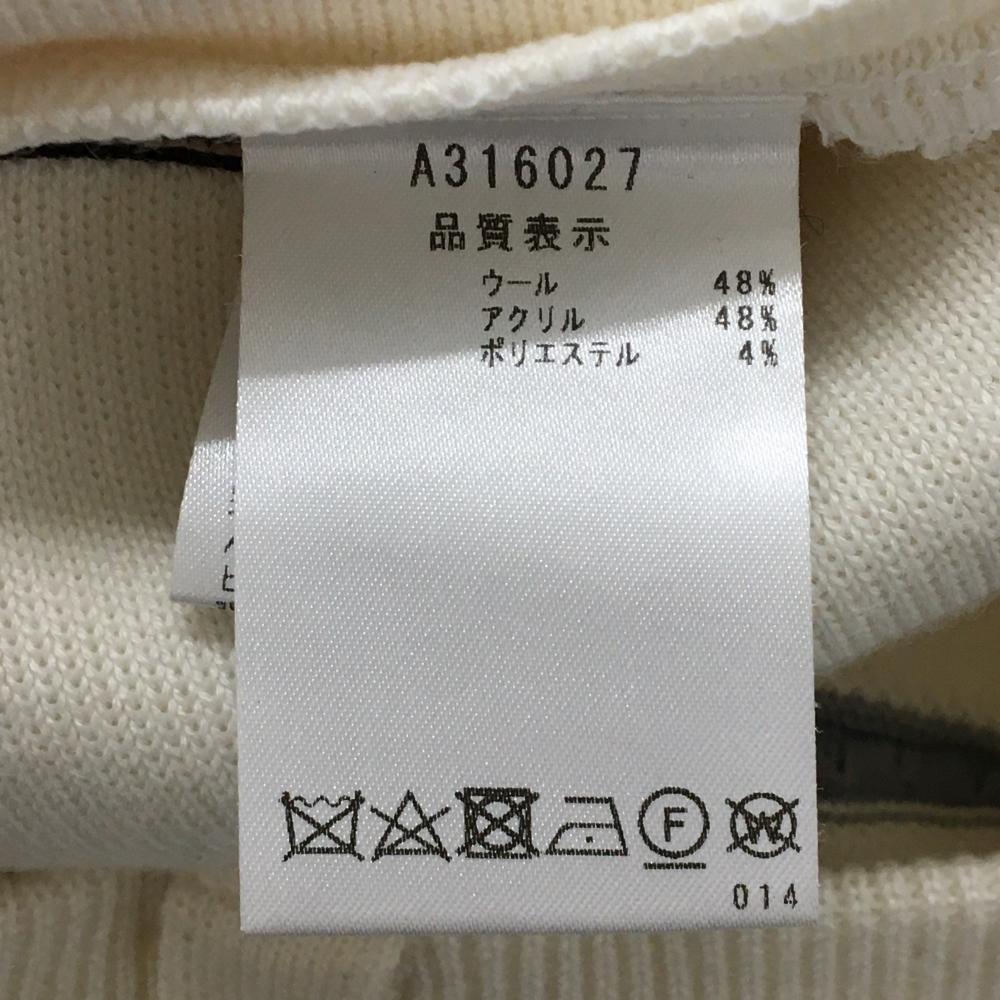 A316027
品質表示
ウール 48%
アクリル 48%
ポリエステル 4%
F W
014